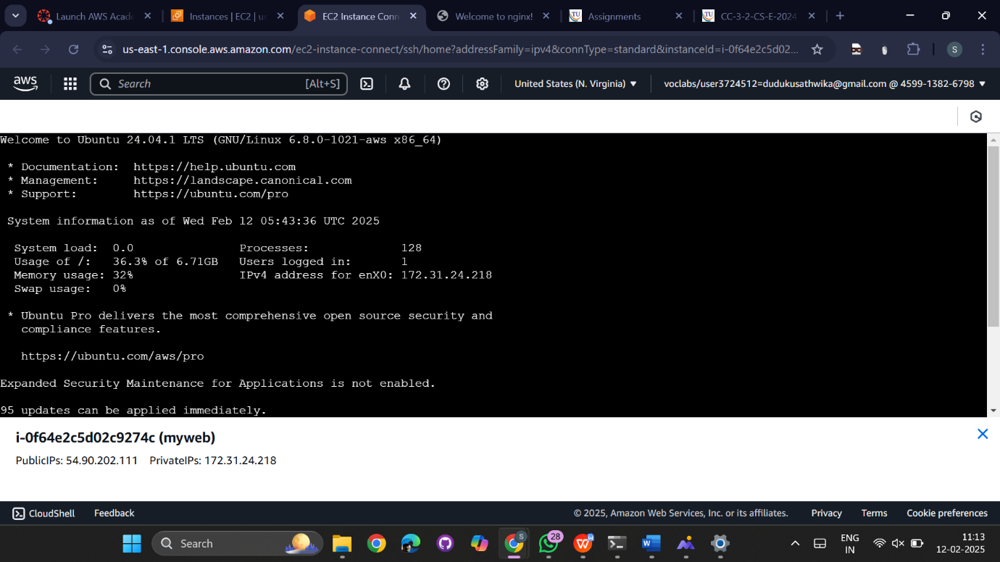 Launch AWS Acade
Instances | EC2 | us
EC2 Instance Conn
Welcome to nginx!
Assignments
CC-3-2-CS-E-2024
us-east-1.console.aws.amazon.com/ec2-instance-connect/ssh/home?addressFamily=ipv4&connType=standard&instanceId=i-0f64e2c5d02...
S
aws
Search [Alt+S]
United States (N. Virginia)
voclabs/user3724512=dudukusathwika@gmail.com @ 4599-1382-6798
Welcome to Ubuntu 24.04.1 LTS (GNU/Linux 6.8.0-1021-aws x86_64)
* Documentation: https://help.ubuntu.com
* Management: https://landscape.canonical.com
* Support: https://ubuntu.com/pro
System information as of Wed Feb 12 05:43:36 UTC 2025
System load: 0.0 Processes: 128
Usage of /: 36.3% of 6.71GB Users logged in: 1
Memory usage: 32% IPv4 address for enX0: 172.31.24.218
Swap usage: 0%
* Ubuntu Pro delivers the most comprehensive open source security and
compliance features.
https://ubuntu.com/aws/pro
Expanded Security Maintenance for Applications is not enabled.
95 updates can be applied immediately.
i-0f64e2c5d02c9274c (myweb)
PublicIPs: 54.90.202.111 PrivateIPs: 172.31.24.218
CloudShell Feedback © 2025, Amazon Web Services, Inc. or its affiliates. Privacy Terms Cookie preferences
Search
S
28
ENG
IN
11:13
12-02-2025